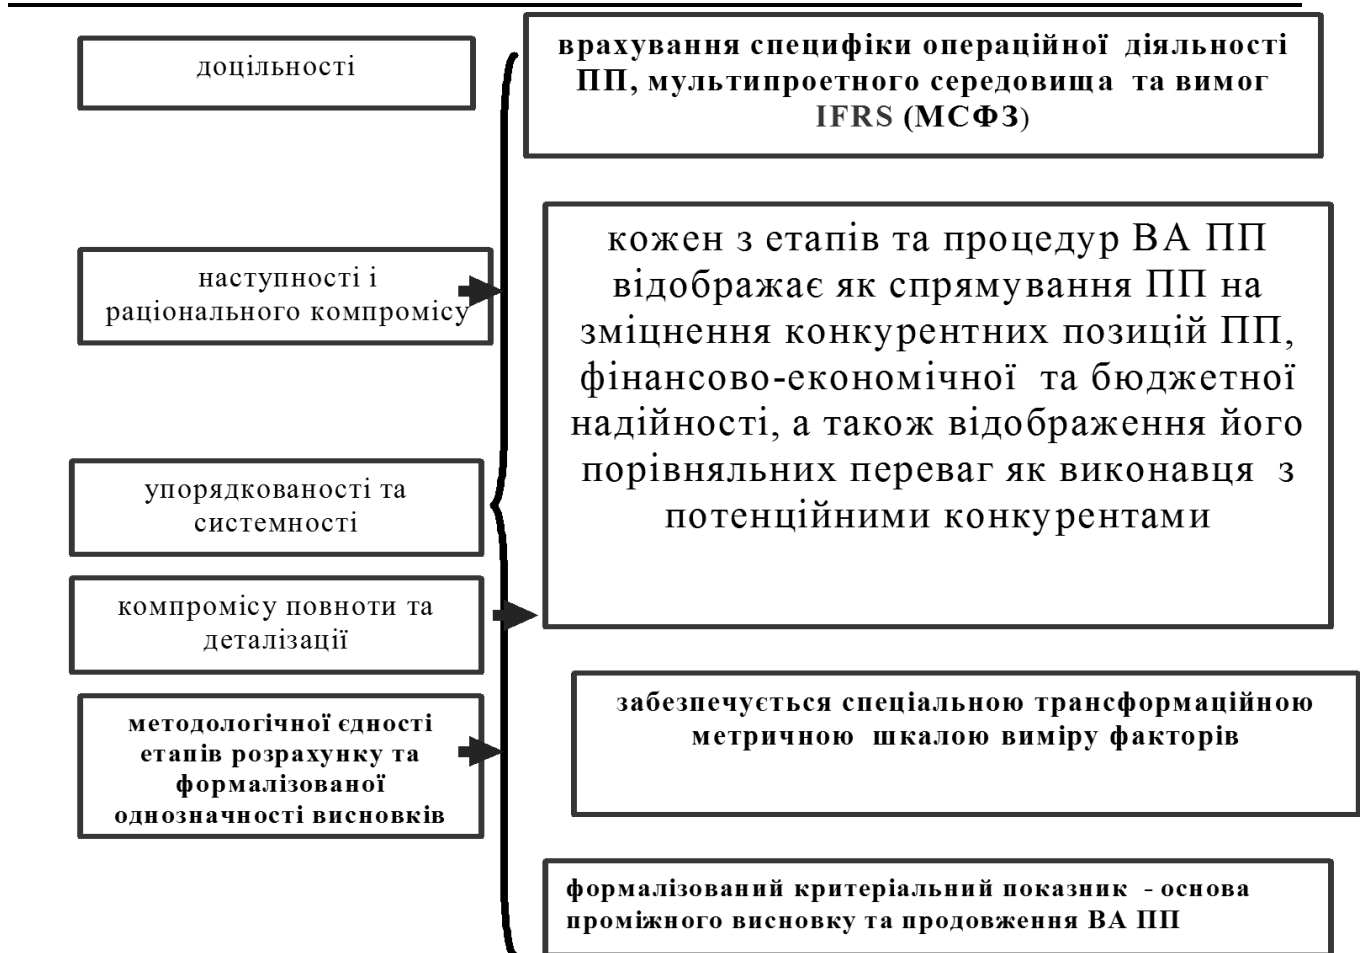 доцільності
врахування специфіки операційної діяльності
ПП, мультипроетного середовища та вимог
IFRS (МСФЗ)
наступності і
раціонального компромісу
кожен з етапів та процедур ВА ПП
відображає як спрямування ПП на
зміцнення конкурентних позицій ПП,
фінансово-економічної та бюджетної
надійності, а також відображення його
порівняльних переваг як виконавця з
потенційними конкурентами
упорядкованості та
системності
компромісу повноти та
деталізації
методологічної єдності
етапів розрахунку та
формалізованої
однозначності висновків
забезпечується спеціальною трансформаційною
метричною шкалою виміру факторів
формалізований критеріальний показник - основа
проміжного висновку та продовження ВА ПП